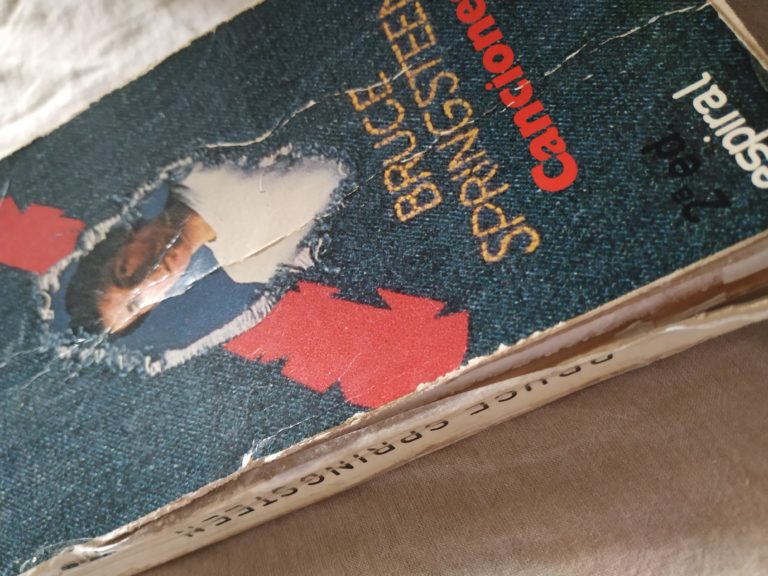 espiral
2ª ed
Canciones
BRUCE
SPRINGSTEEN
BRUCE SPRINGSTEEN